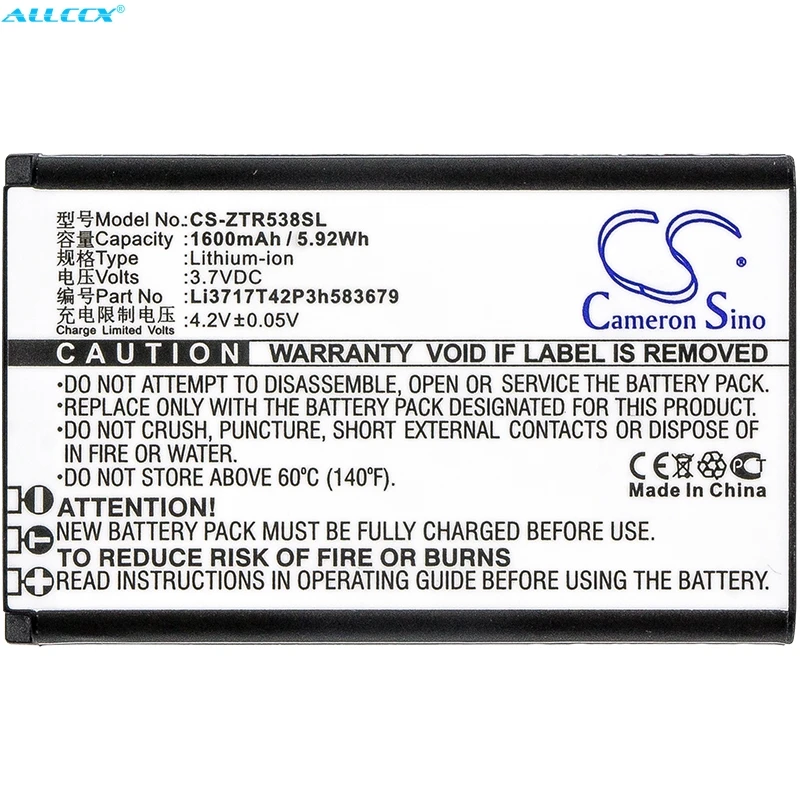 ALLCCX®
型号Model No.:CS-ZTR538SL
容量Capacity :1600mAh / 5.92Wh
规格Type :Lithium-ion
电压Volts :3.7VDC
编号Part No :Li3717T42P3h583679
充电限制电压:4.2V±0.05V
Charge Limited Volts
CS
Cameron Sino
CAUTION WARRANTY VOID IF LABEL IS REMOVED
•DO NOT ATTEMPT TO DISASSEMBLE, OPEN OR SERVICE THE BATTERY PACK.
•REPLACE ONLY WITH THE BATTERY PACK DESIGNATED FOR THIS PRODUCT.
•DO NOT CRUSH, PUNCTURE, SHORT EXTERNAL CONTACTS OR DISPOSE OF
IN FIRE OR WATER.
•DO NOT STORE ABOVE 60℃ (140ºF).
CE PCT
Made In China
ATTENTION!
NEW BATTERY PACK MUST BE FULLY CHARGED BEFORE USE.
TO REDUCE RISK OF FIRE OR BURNS
READ INSTRUCTIONS IN OPERATING GUIDE BEFORE USING THE BATTERY.